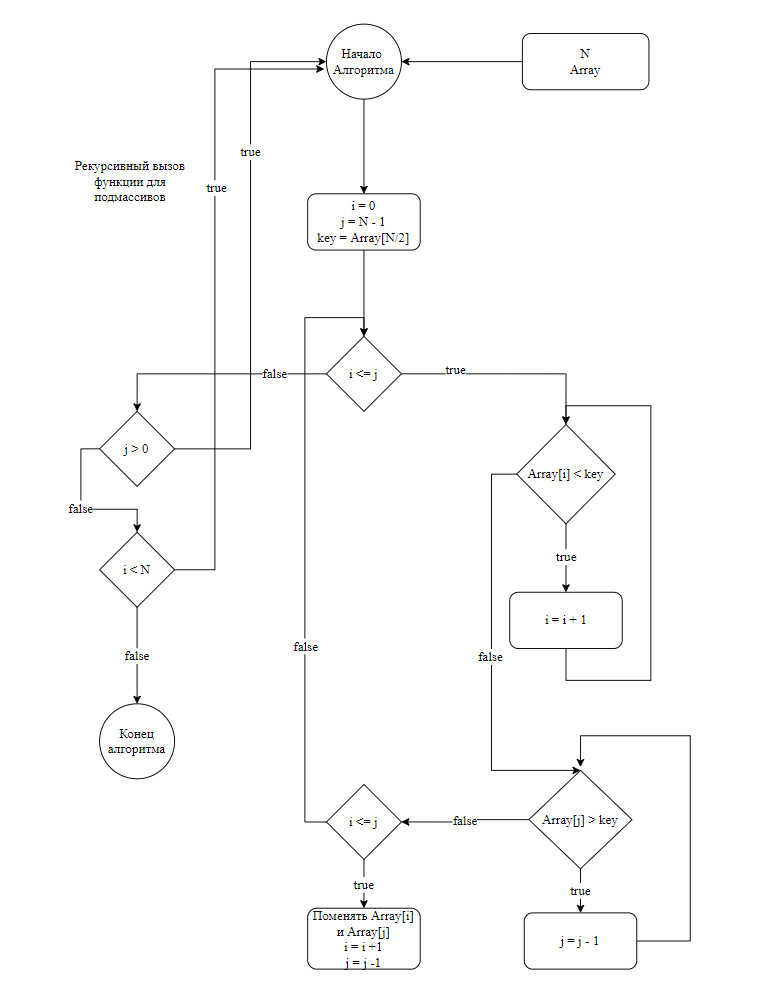 Начало
Алгоритма
N
Array
true
Рекурсивный вызов
функции для
подмассивов
true
i = 0
j = N - 1
key = Array[N/2]
false
i <= j
true
j > 0
Array[i] < key
false
true
i < N
i = i + 1
false
false
false
Конец
алгоритма
i <= j
false
Array[j] > key
true
true
Поменять Array[i]
и Array[j]
i = i +1
j = j -1
j = j - 1